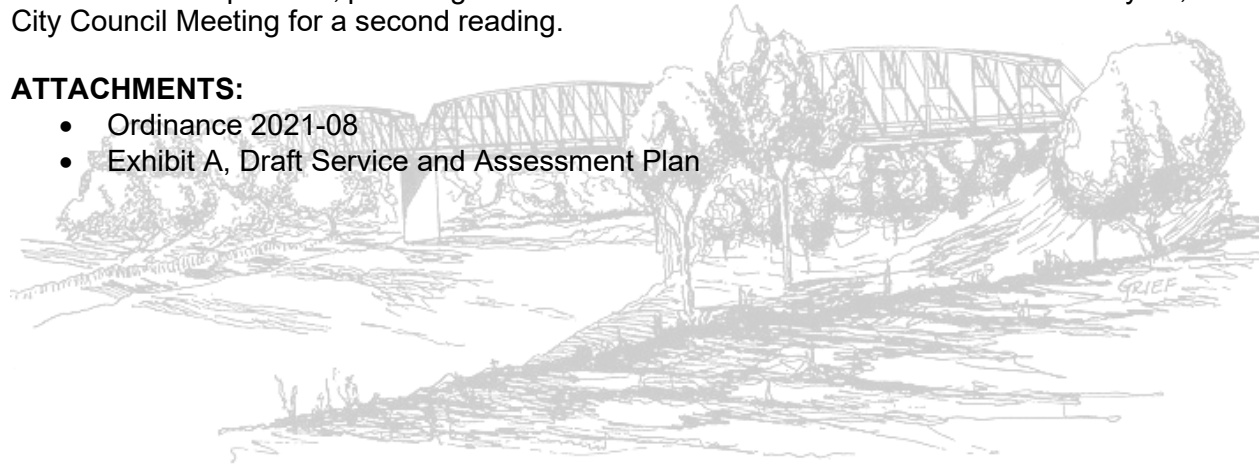 City Council Meeting for a second reading.
ATTACHMENTS:
• Ordinance 2021-08
• Exhibit A, Draft Service and Assessment Plan
GRIEF